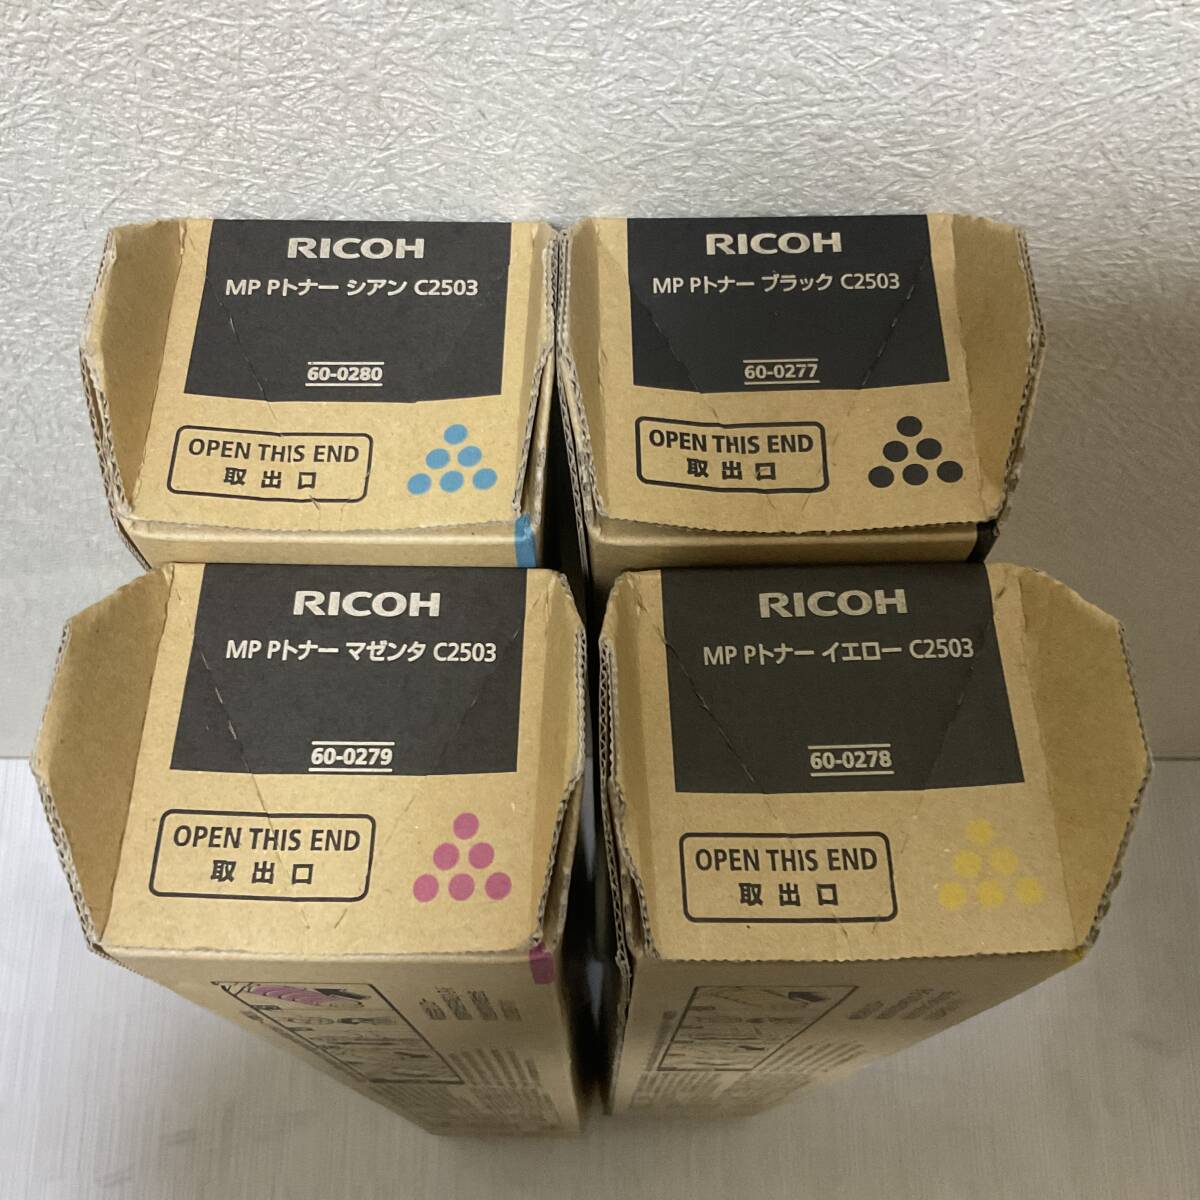 RICOH
MP Pトナー シアン C2503
60-0280
OPEN THIS END
取出口
RICOH
MP Pトナー ブラック C2503
60-0277
OPEN THIS END
取出口
RICOH
MP Pトナー マゼンタ C2503
60-0279
OPEN THIS END
取出口
RICOH
MP Pトナー イエロー C2503
60-0278
OPEN THIS END
取出口